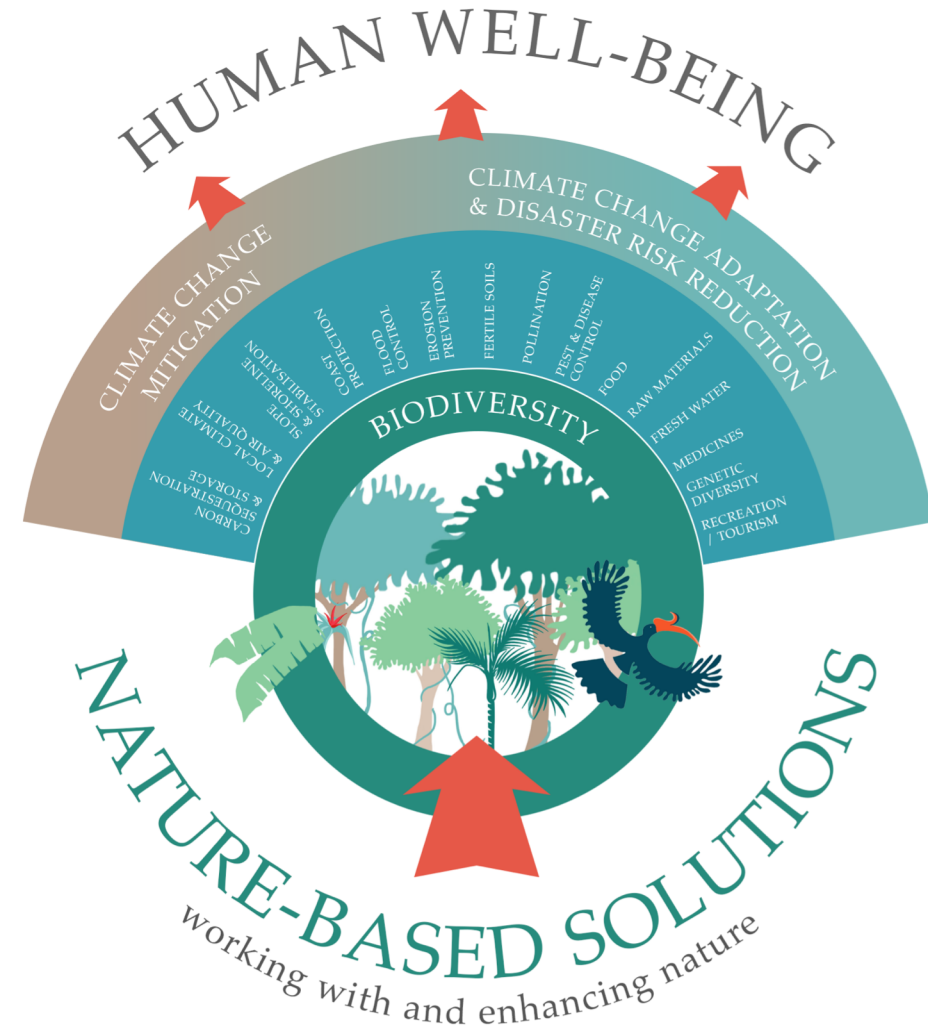 HUMAN WELL-BEING
CLIMATE CHANGE
MITIGATION
CLIMATE CHANGE ADAPTATION
& DISASTER RISK REDUCTION
CARBON
SEQUESTRATION
& STORAGE
LOCAL CLIMATE
& AIR QUALITY
SLOPE
& SHORELINE
STABILISATION
COAST
PROTECTION
FLOOD
CONTROL
EROSION
PREVENTION
FERTILE SOILS
POLLINATION
PEST & DISEASE
CONTROL
FOOD
RAW MATERIALS
FRESH WATER
MEDICINES
GENETIC
DIVERSITY
RECREATION
/ TOURISM
BIODIVERSITY
NATURE-BASED SOLUTIONS
working with and enhancing nature